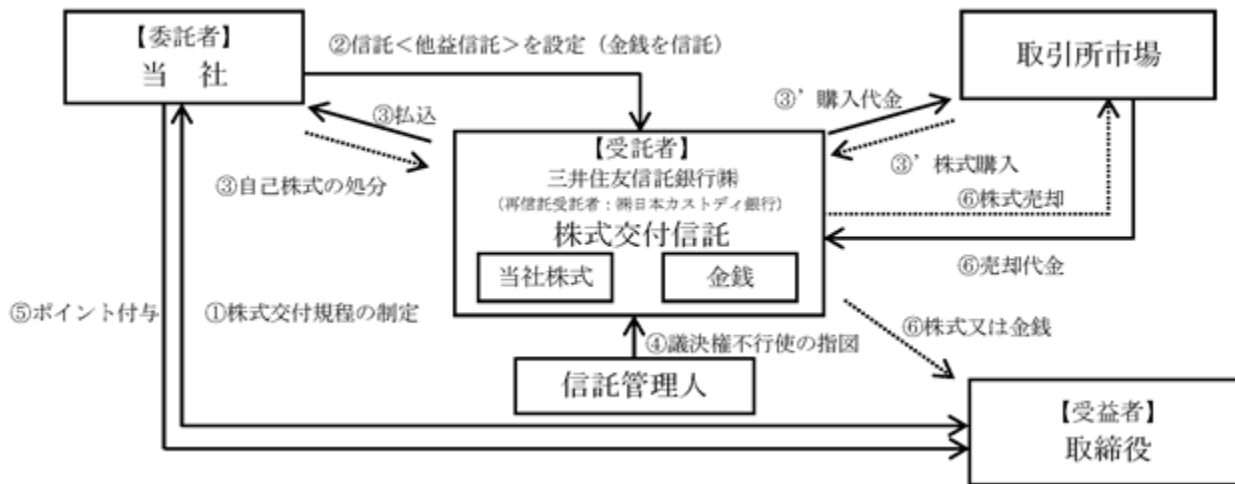 【委託者】
当　社
②信託＜他益信託＞を設定（金銭を信託）
取引所市場
③払込
③’購入代金
③自己株式の処分
【受託者】
三井住友信託銀行㈱
（再信託受託者：㈱日本カストディ銀行）
株式交付信託
当社株式
金銭
③’株式購入
⑥株式売却
⑥売却代金
⑤ポイント付与
①株式交付規程の制定
④議決権不行使の指図
⑥株式又は金銭
信託管理人
【受益者】
取締役